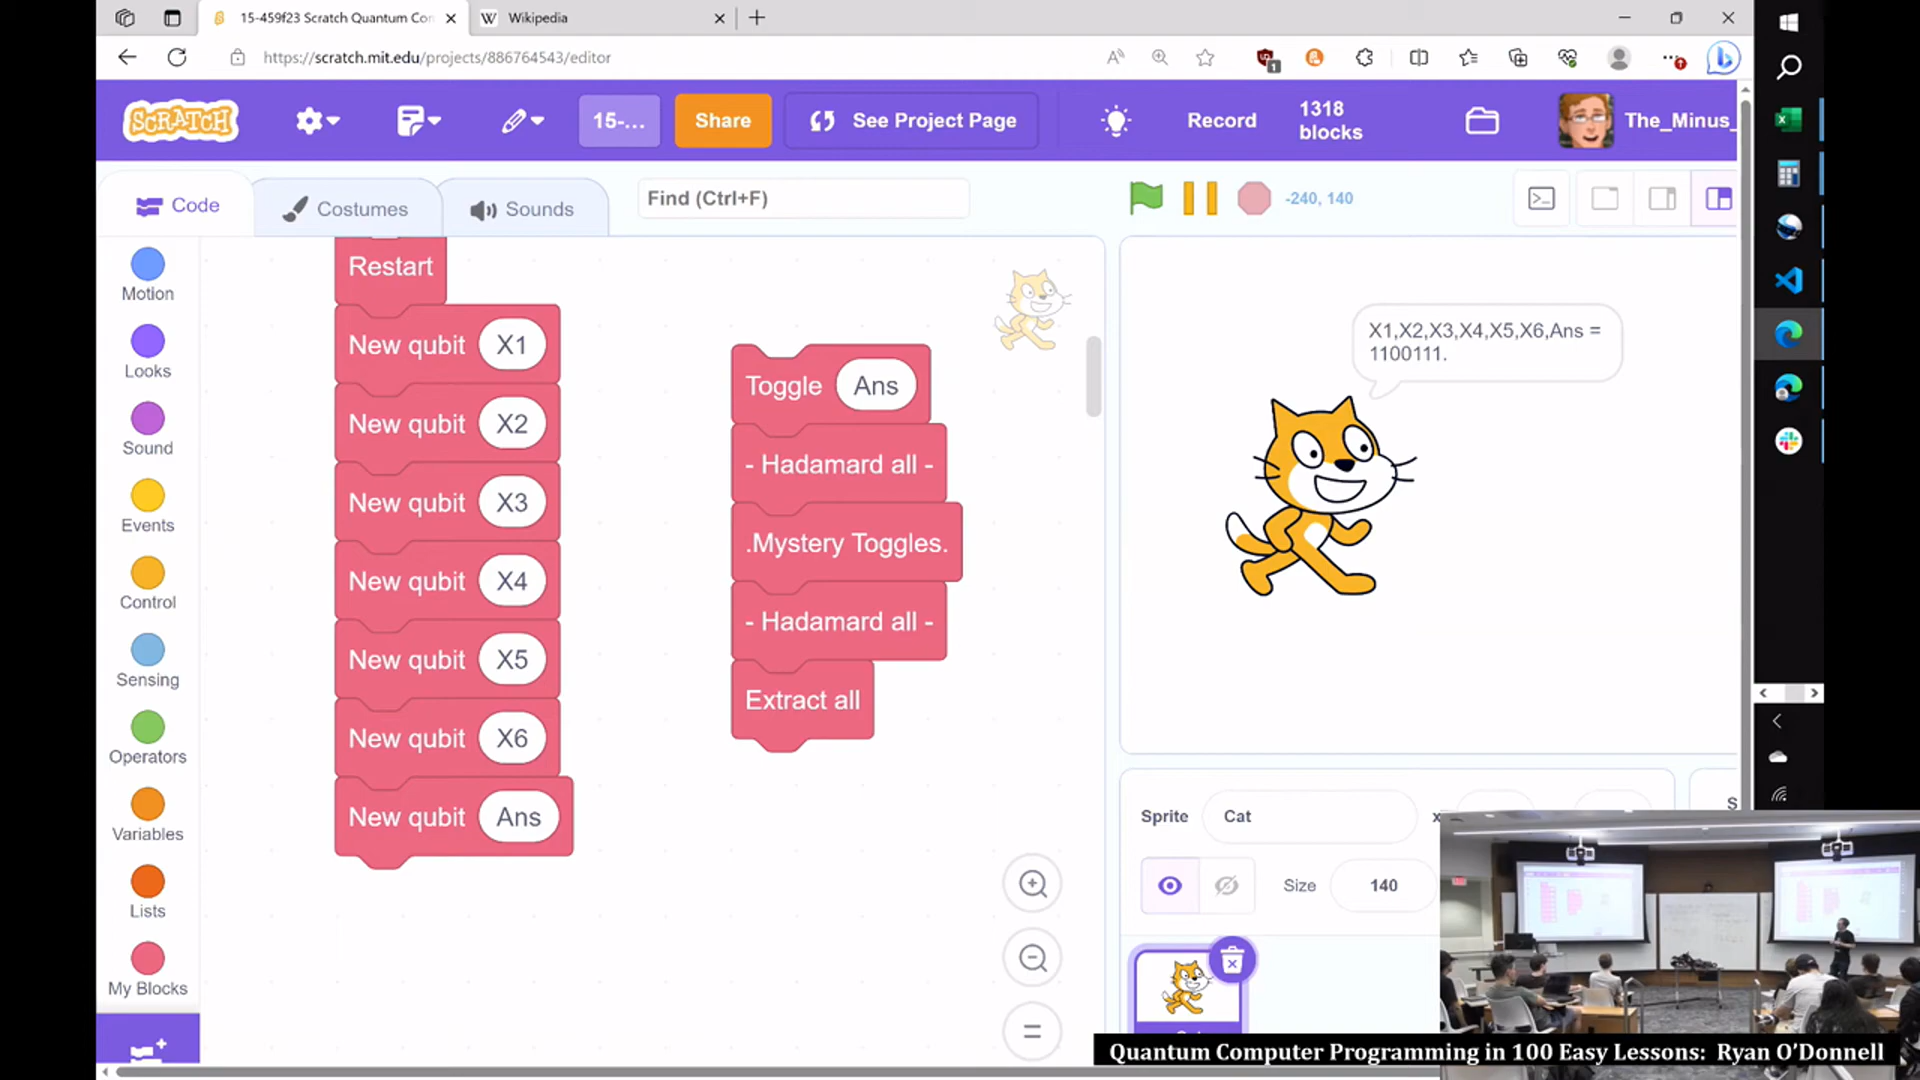 15-459f23 Scratch Quantum Co
Wikipedia
https://scratch.mit.edu/projects/886764543/editor
SCRATCH
15-...
Share
See Project Page
Record
1318
blocks
The_Minus_
Code
Costumes
Sounds
Find (Ctrl+F)
-240, 140
Motion
Looks
Sound
Events
Control
Sensing
Operators
Variables
Lists
My Blocks
Restart
New qubit X1
New qubit X2
New qubit X3
New qubit X4
New qubit X5
New qubit X6
New qubit Ans
Toggle Ans
- Hadamard all -
.Mystery Toggles.
- Hadamard all -
Extract all
X1,X2,X3,X4,X5,X6,Ans =
1100111.
Sprite
Cat
x
S
Size
140
Quantum Computer Programming in 100 Easy Lessons: Ryan O'Donnell